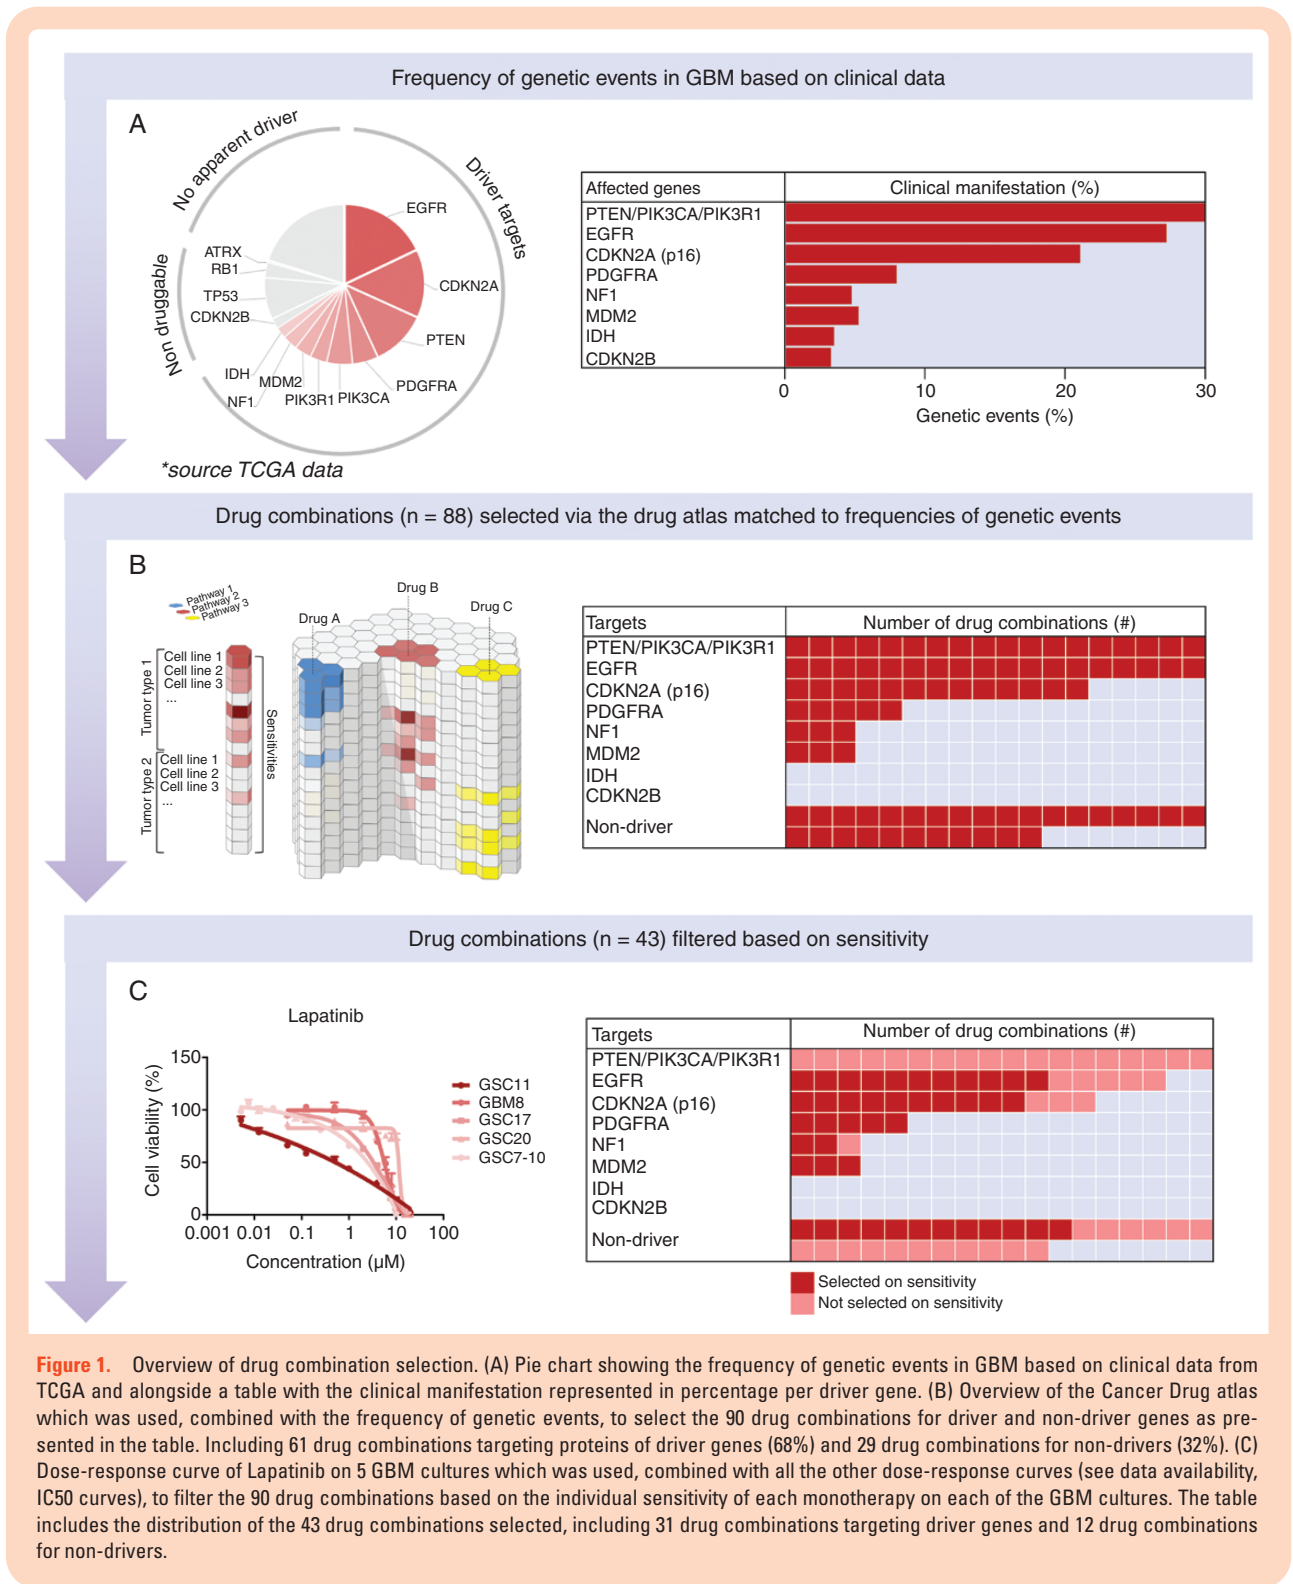 Frequency of genetic events in GBM based on clinical data
A
No apparent driver
Driver targets
Non druggable
EGFR
CDKN2A
PTEN
PDGFRA
PIK3CA
PIK3R1
MDM2
NF1
IDH
CDKN2B
TP53
RB1
ATRX
*source TCGA data
Affected genes
Clinical manifestation (%)
PTEN/PIK3CA/PIK3R1
EGFR
CDKN2A (p16)
PDGFRA
NF1
MDM2
IDH
CDKN2B
0 10 20 30
Genetic events (%)
Drug combinations (n = 88) selected via the drug atlas matched to frequencies of genetic events
B
Pathway 1
Pathway 2
Pathway 3
Tumor type 1
Cell line 1
Cell line 2
Cell line 3
...
Tumor type 2
Cell line 1
Cell line 2
Cell line 3
...
Sensitivities
Drug A
Drug B
Drug C
Targets
Number of drug combinations (#)
PTEN/PIK3CA/PIK3R1
EGFR
CDKN2A (p16)
PDGFRA
NF1
MDM2
IDH
CDKN2B
Non-driver
Drug combinations (n = 43) filtered based on sensitivity
C
Lapatinib
Cell viability (%)
150
100
50
0
0.001 0.01 0.1 1 10 100
Concentration (µM)
GSC11
GBM8
GSC17
GSC20
GSC7-10
Targets
Number of drug combinations (#)
PTEN/PIK3CA/PIK3R1
EGFR
CDKN2A (p16)
PDGFRA
NF1
MDM2
IDH
CDKN2B
Non-driver
Selected on sensitivity
Not selected on sensitivity
Figure 1. Overview of drug combination selection. (A) Pie chart showing the frequency of genetic events in GBM based on clinical data from
TCGA and alongside a table with the clinical manifestation represented in percentage per driver gene. (B) Overview of the Cancer Drug atlas
which was used, combined with the frequency of genetic events, to select the 90 drug combinations for driver and non-driver genes as pre-
sented in the table. Including 61 drug combinations targeting proteins of driver genes (68%) and 29 drug combinations for non-drivers (32%). (C)
Dose-response curve of Lapatinib on 5 GBM cultures which was used, combined with all the other dose-response curves (see data availability,
IC50 curves), to filter the 90 drug combinations based on the individual sensitivity of each monotherapy on each of the GBM cultures. The table
includes the distribution of the 43 drug combinations selected, including 31 drug combinations targeting driver genes and 12 drug combinations
for non-drivers.